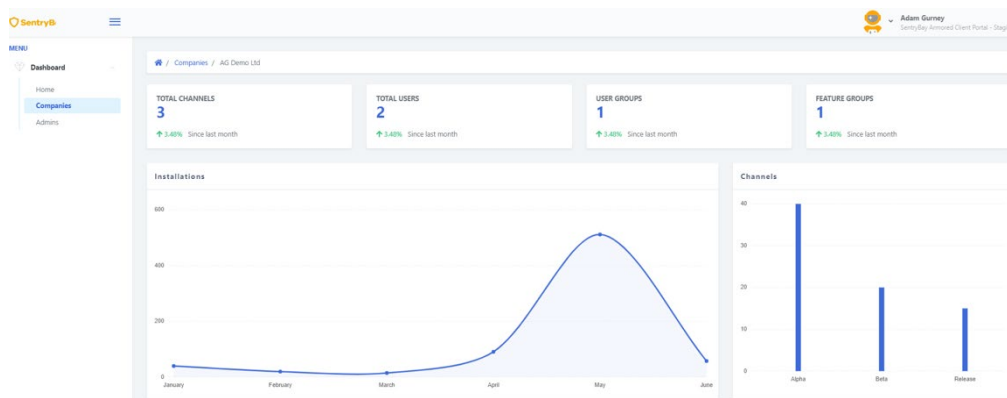 SentryB
Adam Gurney
SentryBay Armored Client Portal - Stag
MENU
Dashboard
Home
Companies
Admins
/ Companies / AG Demo Ltd
TOTAL CHANNELS
3
3.48% Since last month
TOTAL USERS
2
3.48% Since last month
USER GROUPS
1
3.48% Since last month
FEATURE GROUPS
1
3.48% Since last month
Installations
600
400
200
0
January
February
March
April
May
June
Channels
40
30
20
10
0
Alpha
Beta
Release